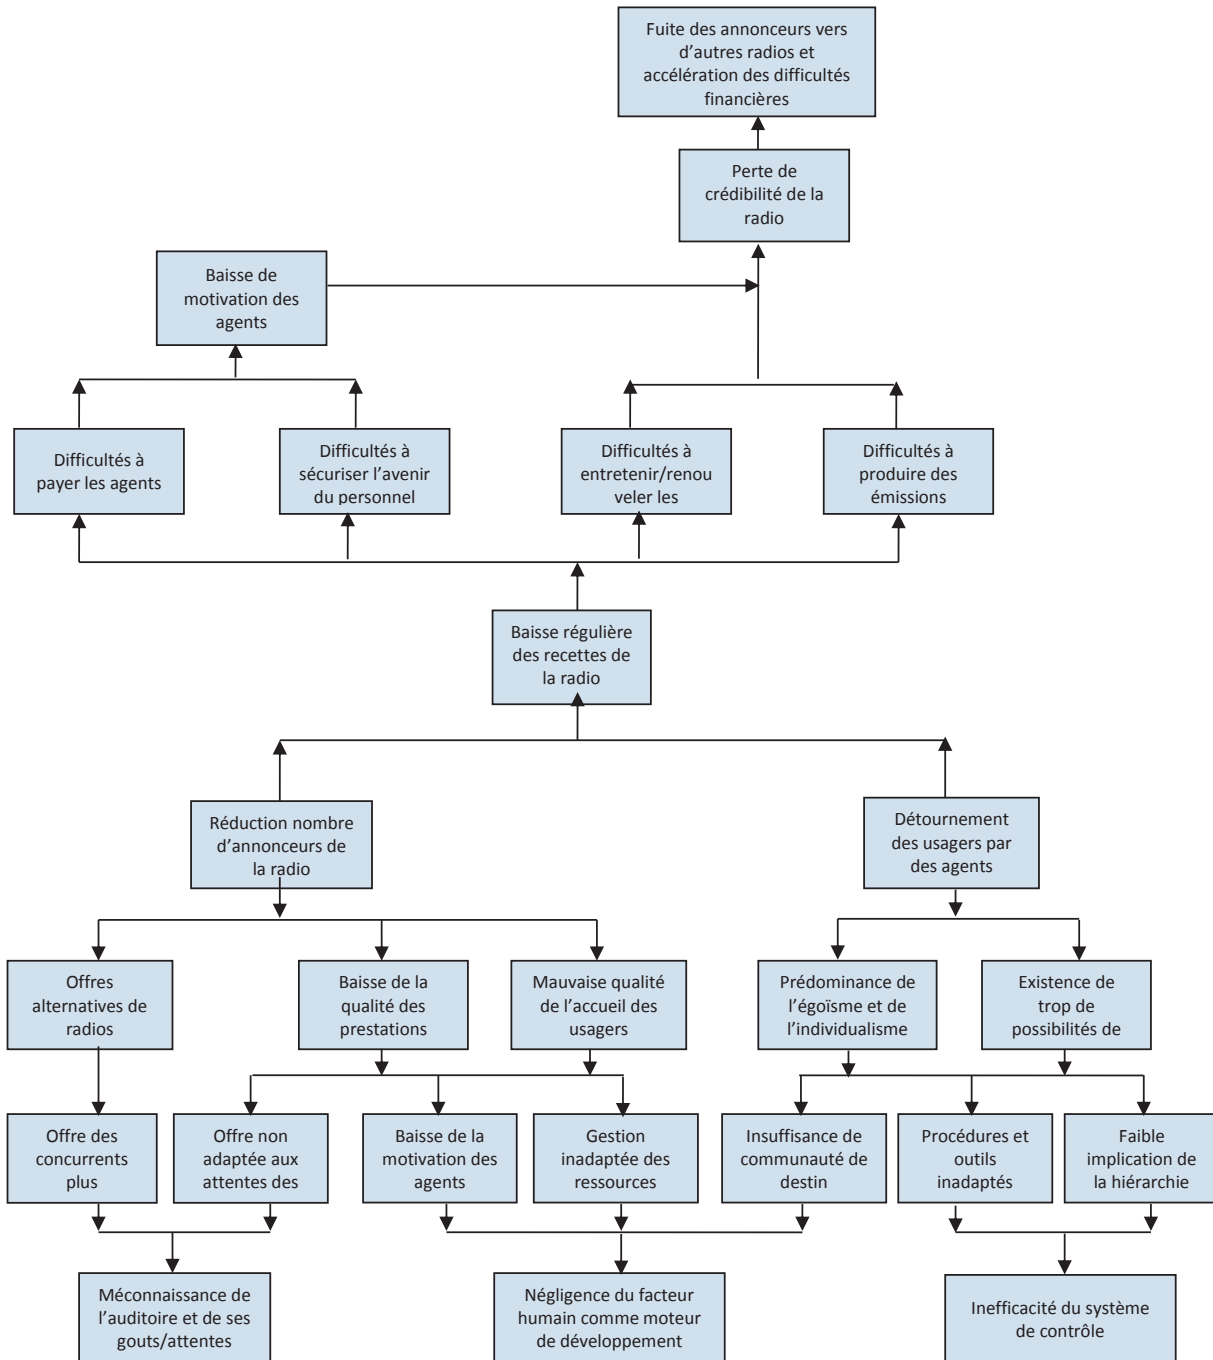 Fuite des annonceurs vers
d'autres radios et
accélération des difficultés
financières
Perte de
crédibilité de la
radio
Baisse de
motivation des
agents
Difficultés à
payer les agents
Difficultés à
sécuriser l'avenir
du personnel
Difficultés à
entretenir/renou
veler les
Difficultés à
produire des
émissions
Baisse régulière
des recettes de
la radio
Réduction nombre
d'annonceurs de
la radio
Détournement
des usagers par
des agents
Offres
alternatives de
radios
Baisse de la
qualité des
prestations
Mauvaise qualité
de l'accueil des
usagers
Prédominance de
l'égoïsme et de
l'individualisme
Existence de
trop de
possibilités de
Offre des
concurrents
plus
Offre non
adaptée aux
attentes des
Baisse de la
motivation des
agents
Gestion
inadaptée des
ressources
Insuffisance de
communauté de
destin
Procédures et
outils
inadaptés
Faible
implication de
la hiérarchie
Méconnaissance de
l'auditoire et de ses
gouts/attentes
Négligence du facteur
humain comme moteur
de développement
Inefficacité du système
de contrôle